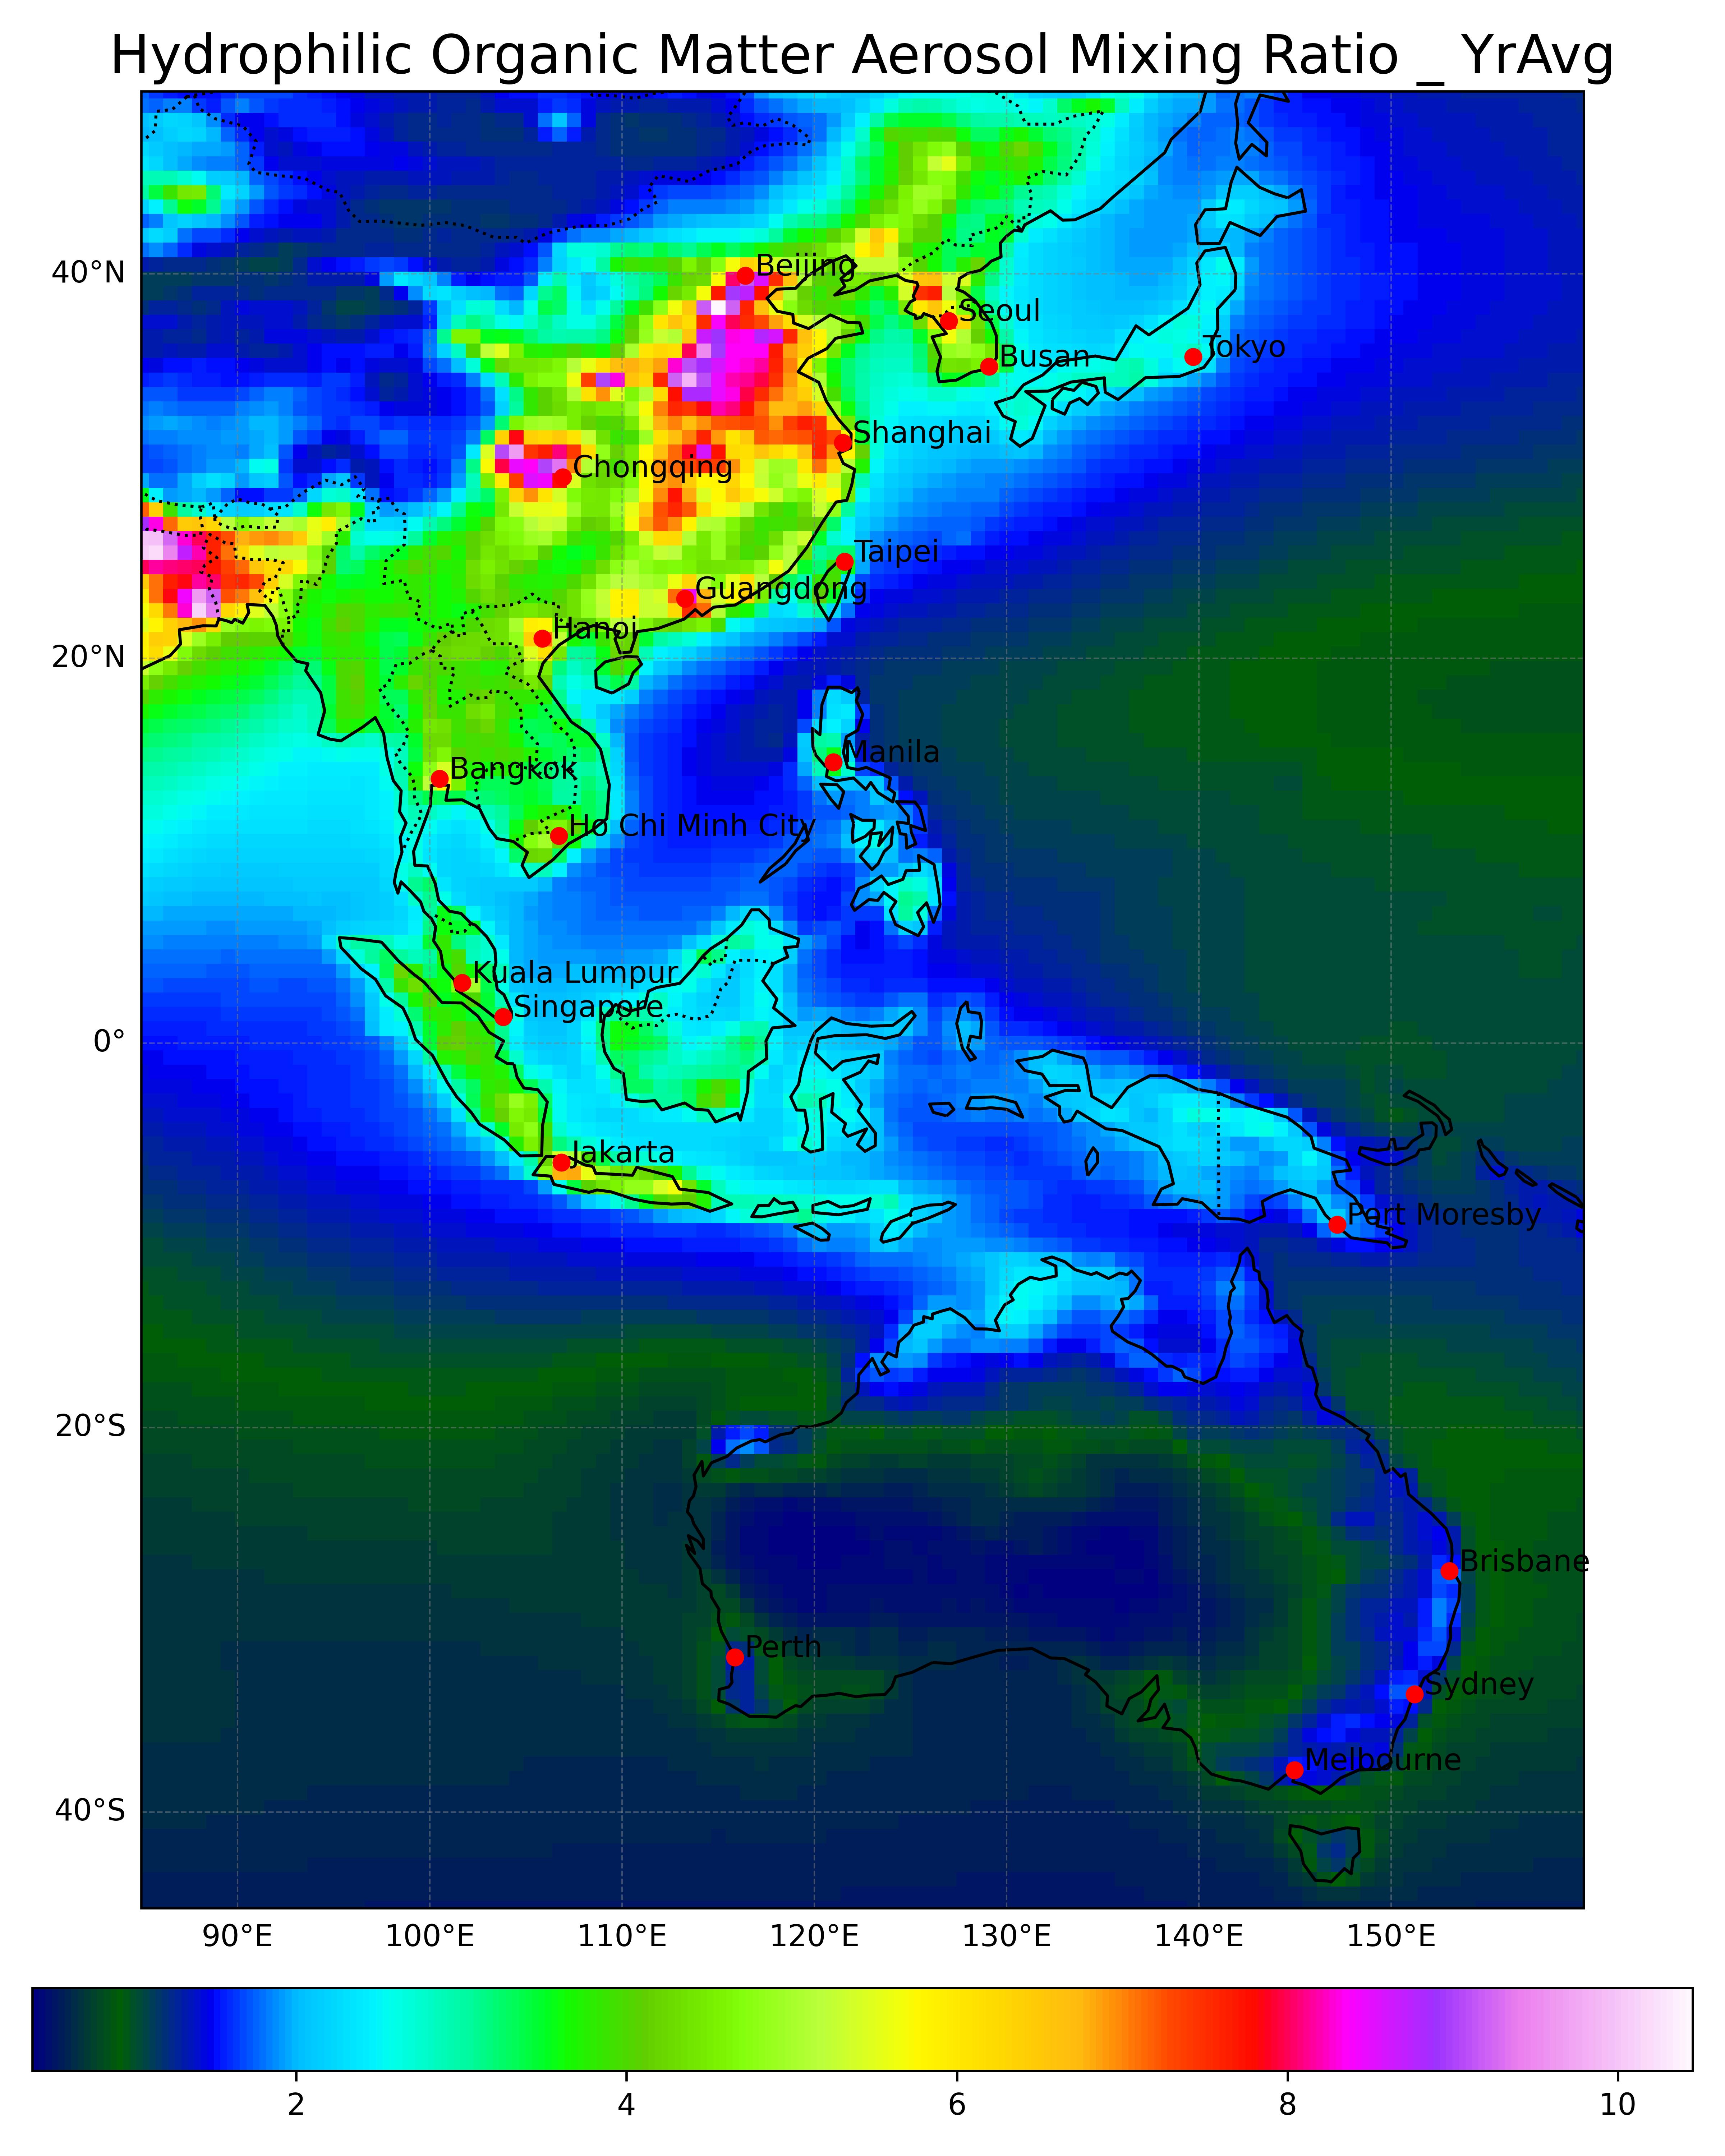 Hydrophilic Organic Matter Aerosol Mixing Ratio _ YrAvg
40°N
Beijing
Seoul
Tokyo
Busan
Shanghai
Chongqing
Taipei
Guangdong
Hanoi
20°N
Manila
Bangkok
Ho Chi Minh City
Kuala Lumpur
Singapore
0°
Jakarta
Port Moresby
20°S
Brisbane
Perth
Sydney
Melbourne
40°S
90°E 100°E 110°E 120°E 130°E 140°E 150°E
2 4 6 8 10